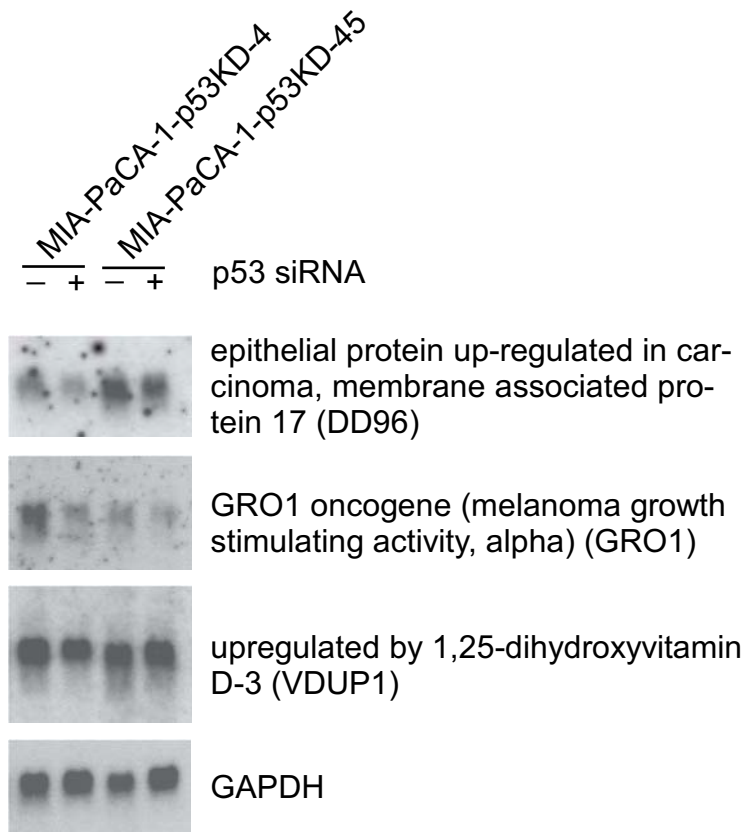 MIA-PaCA-1-p53KD-4
MIA-PaCA-1-p53KD-45
– + – + p53 siRNA
epithelial protein up-regulated in car-
cinoma, membrane associated pro-
tein 17 (DD96)
GRO1 oncogene (melanoma growth
stimulating activity, alpha) (GRO1)
upregulated by 1,25-dihydroxyvitamin
D-3 (VDUP1)
GAPDH